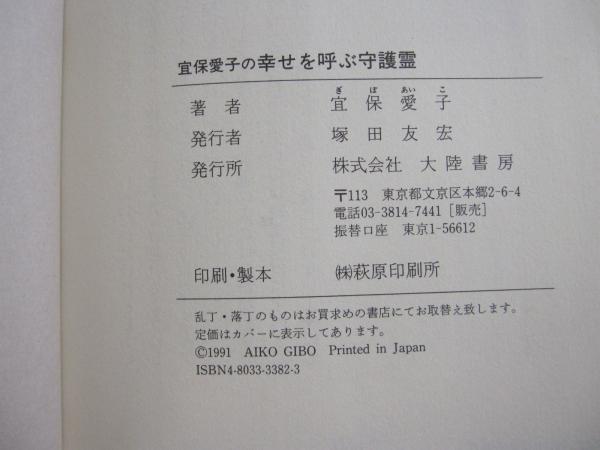 宜保愛子の幸せを呼ぶ守護霊
ぎ ぼ あい こ
著者 宜保愛子
発行者 塚田友宏
発行所 株式会社 大陸書房
〒113 東京都文京区本郷2-6-4
電話03-3814-7441［販売］
振替口座 東京1-56612
印刷・製本 ㈱萩原印刷所
乱丁・落丁のものはお買求めの書店にてお取替え致します。
定価はカバーに表示してあります。
©1991 AIKO GIBO Printed in Japan
ISBN4-8033-3382-3